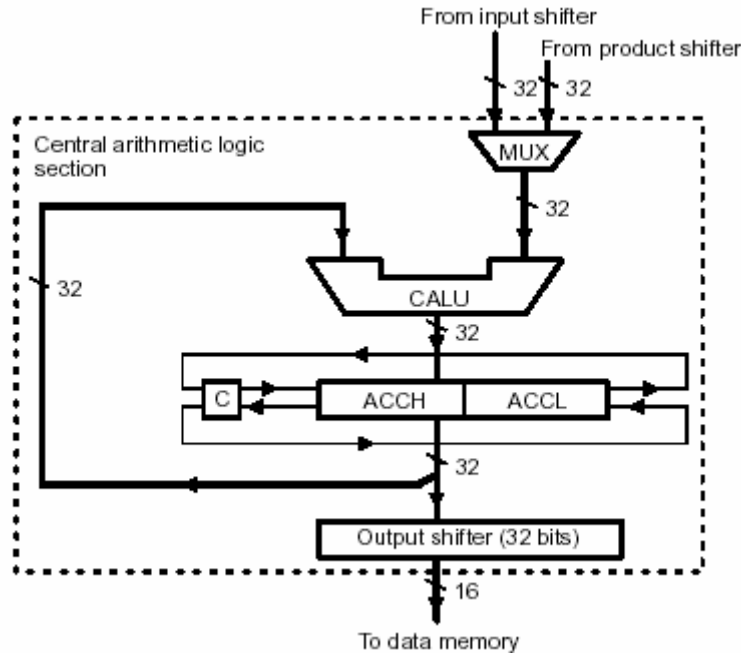 From input shifter
From product shifter
32
32
Central arithmetic logic
section
MUX
32
32
CALU
32
C
ACCH
ACCL
32
Output shifter (32 bits)
16
To data memory